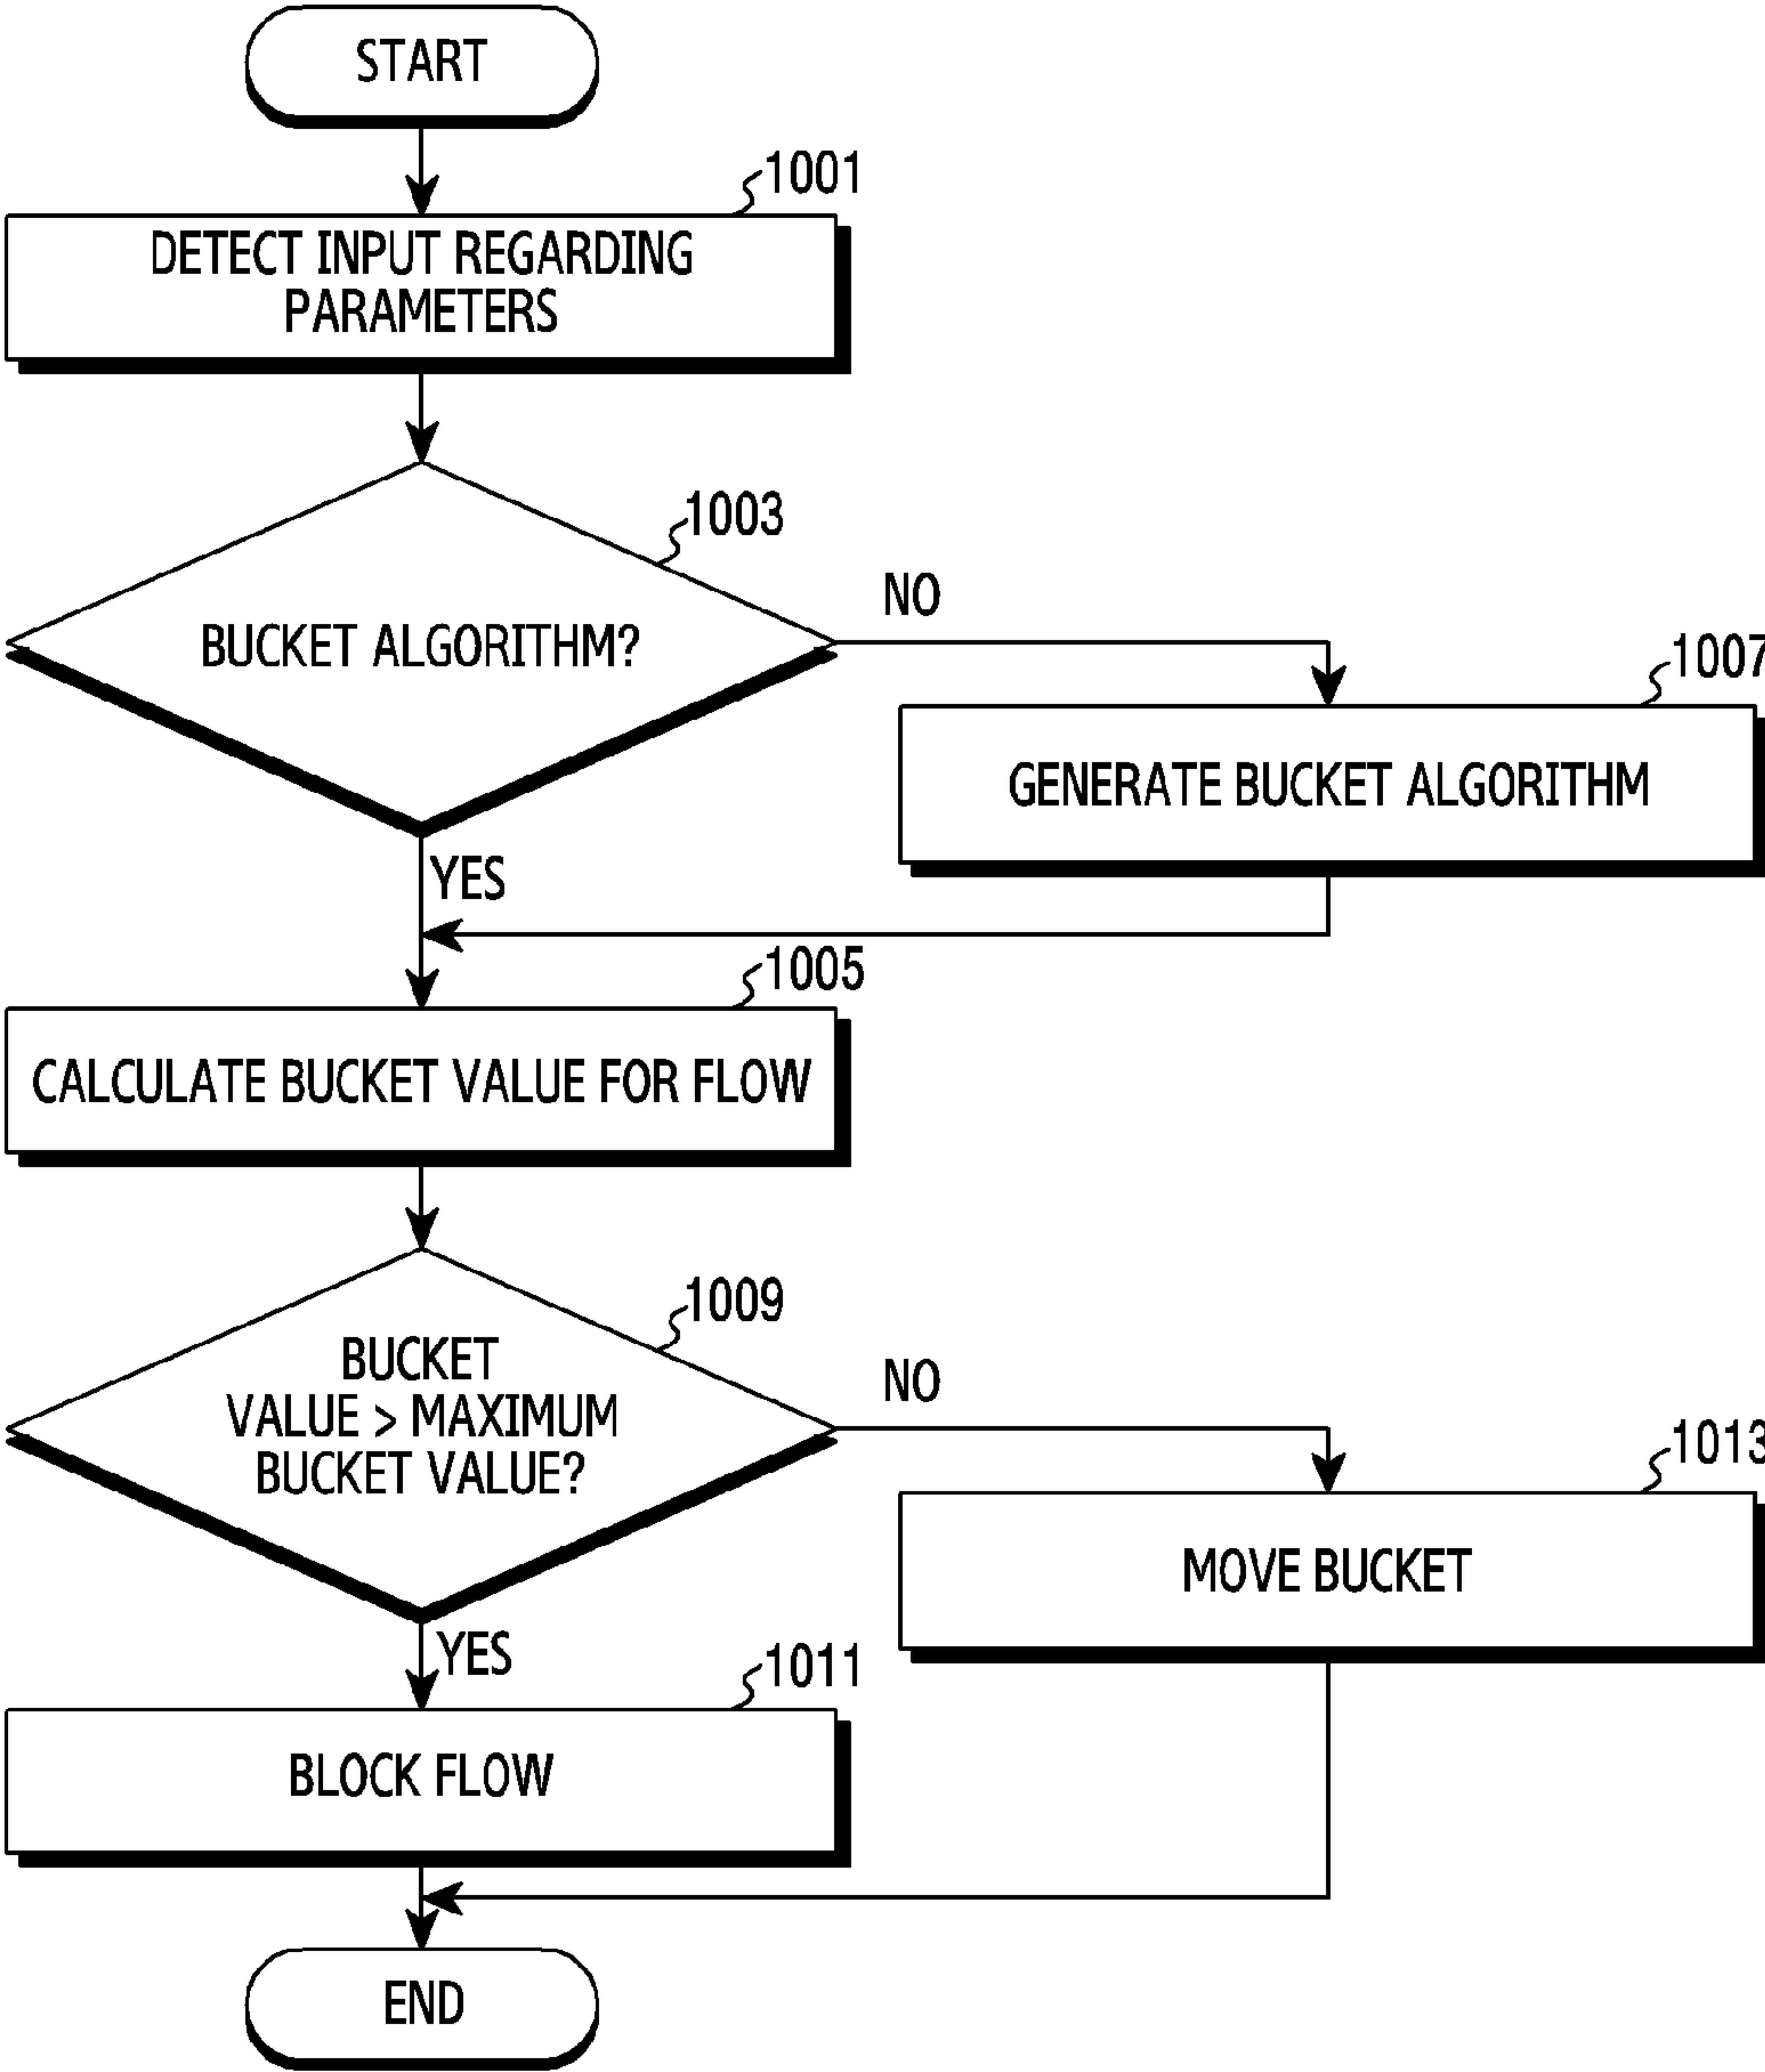 START
1001
DETECT INPUT REGARDING
PARAMETERS
1003
BUCKET ALGORITHM?
NO
1007
GENERATE BUCKET ALGORITHM
YES
1005
CALCULATE BUCKET VALUE FOR FLOW
1009
BUCKET
VALUE > MAXIMUM
BUCKET VALUE?
NO
1013
MOVE BUCKET
YES
1011
BLOCK FLOW
END